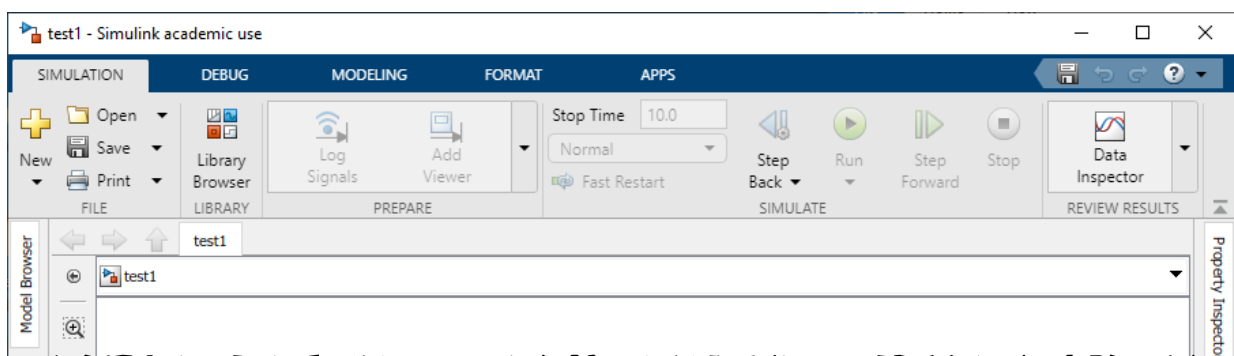 test1 - Simulink academic use
SIMULATION DEBUG MODELING FORMAT APPS
New
Open
Save
Print
FILE
Library Browser
LIBRARY
Log Signals
Add Viewer
PREPARE
Stop Time 10.0
Normal
Fast Restart
Step Back
Run
Step Forward
Stop
SIMULATE
Data Inspector
REVIEW RESULTS
Model Browser
test1
test1
Property Inspecto